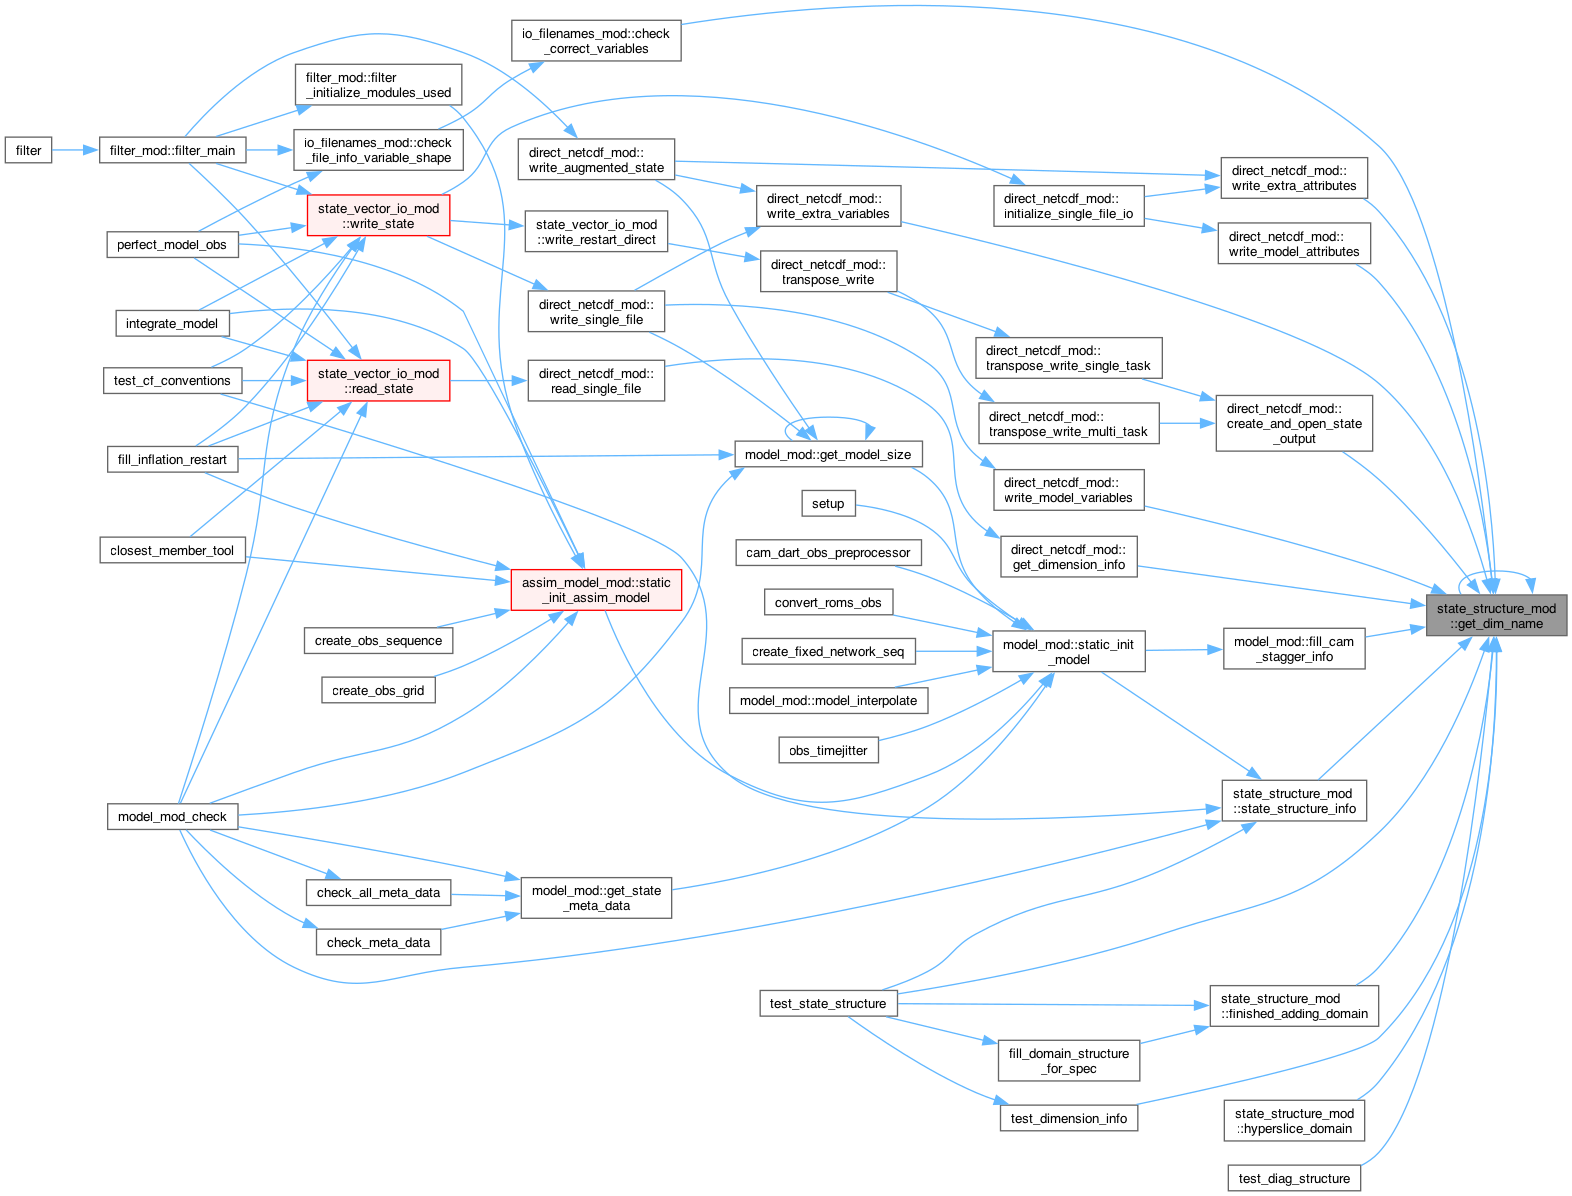 filter
filter_mod::filter_main
perfect_model_obs
integrate_model
test_cf_conventions
fill_inflation_restart
closest_member_tool
model_mod_check
filter_mod::filter
_initialize_modules_used
io_filenames_mod::check
_file_info_variable_shape
state_vector_io_mod
::write_state
state_vector_io_mod
::read_state
create_obs_sequence
create_obs_grid
check_all_meta_data
check_meta_data
io_filenames_mod::check
_correct_variables
direct_netcdf_mod::
write_augmented_state
state_vector_io_mod
::write_restart_direct
direct_netcdf_mod::
write_single_file
direct_netcdf_mod::
read_single_file
assim_model_mod::static
_init_assim_model
model_mod::get_state
_meta_data
direct_netcdf_mod::
write_extra_variables
direct_netcdf_mod::
transpose_write
model_mod::get_model_size
setup
cam_dart_obs_preprocessor
convert_roms_obs
create_fixed_network_seq
model_mod::model_interpolate
obs_timejitter
test_state_structure
direct_netcdf_mod::
initialize_single_file_io
direct_netcdf_mod::
transpose_write_single_task
direct_netcdf_mod::
transpose_write_multi_task
direct_netcdf_mod::
write_model_variables
direct_netcdf_mod::
get_dimension_info
model_mod::static_init
_model
fill_domain_structure
_for_spec
test_dimension_info
direct_netcdf_mod::
write_extra_attributes
direct_netcdf_mod::
write_model_attributes
direct_netcdf_mod::
create_and_open_state
_output
model_mod::fill_cam
_stagger_info
state_structure_mod
::state_structure_info
state_structure_mod
::finished_adding_domain
state_structure_mod
::hyperslice_domain
test_diag_structure
state_structure_mod
::get_dim_name